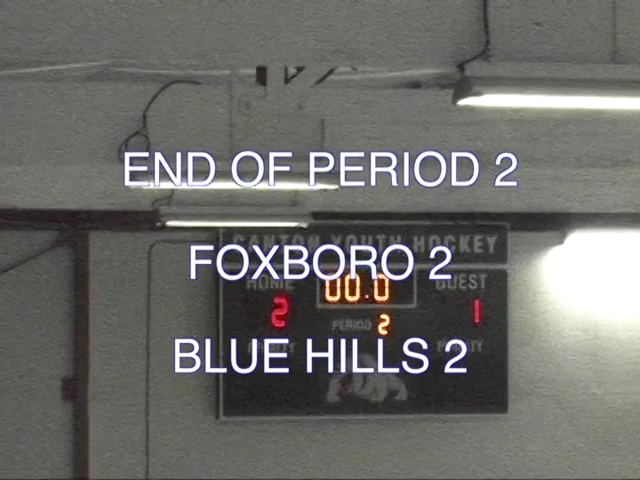 END OF PERIOD 2
CANTON YOUTH HOCKEY
FOXBORO 2
HOME
00.0
GUEST
2
PERIOD 2
1
BLUE HILLS 2